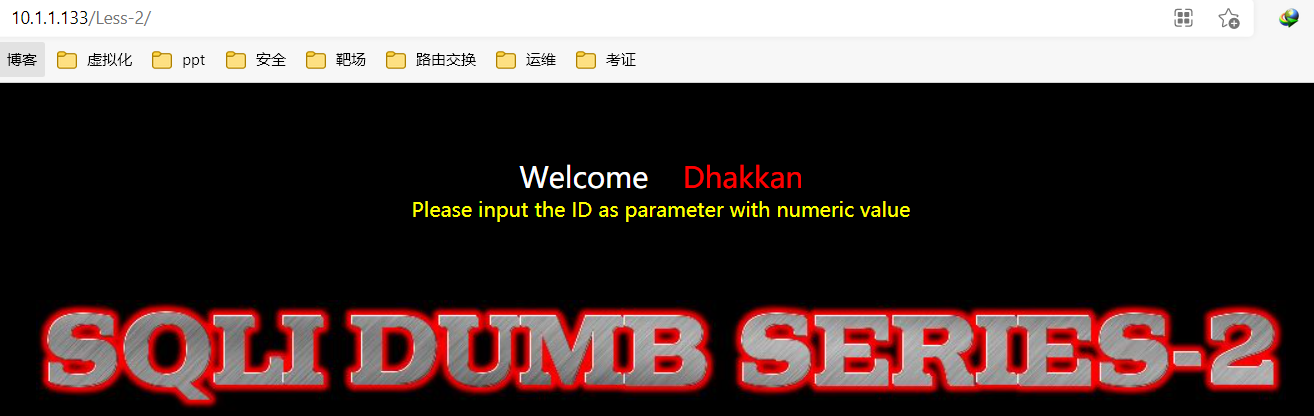 10.1.1.133/Less-2/
博客 虚拟化 ppt 安全 靶场 路由交换 运维 考证
Welcome Dhakkan
Please input the ID as parameter with numeric value
SQLI DUMB SERIES-2